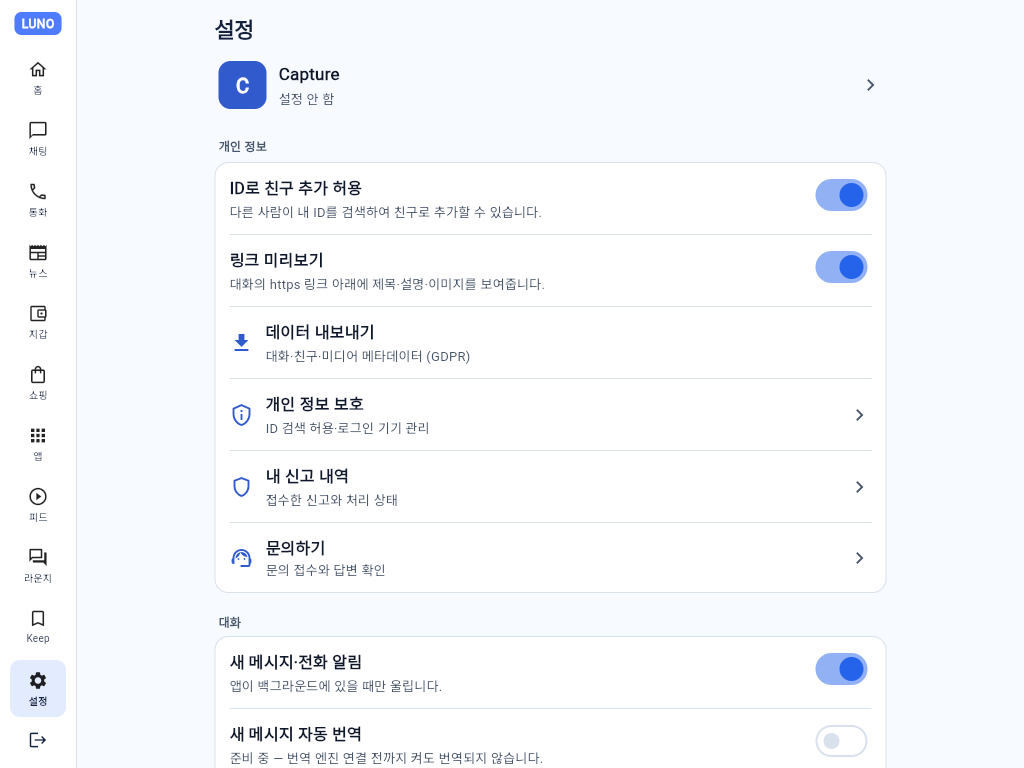 LUNO
홈
채팅
통화
뉴스
지갑
쇼핑
앱
피드
라운지
Keep
설정
설정
C
Capture
설정 안 함
개인 정보
ID로 친구 추가 허용
다른 사람이 내 ID를 검색하여 친구로 추가할 수 있습니다.
링크 미리보기
대화의 https 링크 아래에 제목·설명·이미지를 보여줍니다.
데이터 내보내기
대화·친구·미디어 메타데이터 (GDPR)
개인 정보 보호
ID 검색 허용·로그인 기기 관리
내 신고 내역
접수한 신고와 처리 상태
문의하기
문의 접수와 답변 확인
대화
새 메시지·전화 알림
앱이 백그라운드에 있을 때만 울립니다.
새 메시지 자동 번역
준비 중 — 번역 엔진 연결 전까지 켜도 번역되지 않습니다.